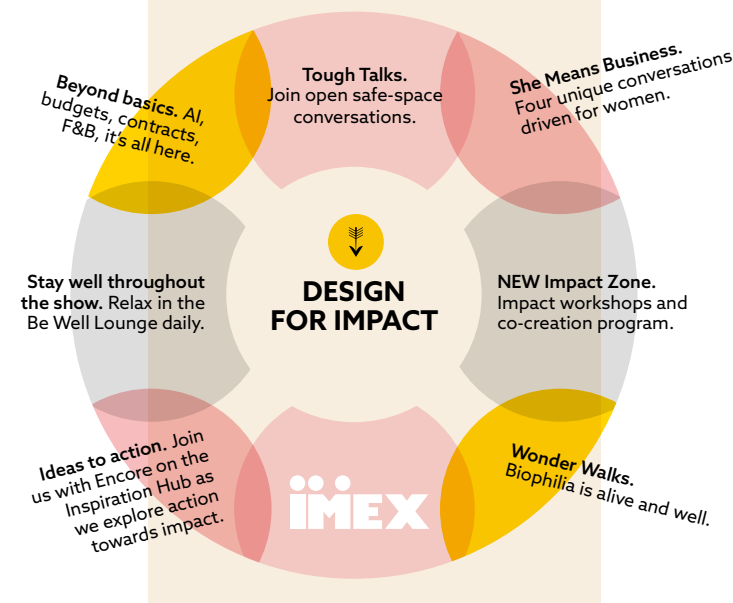 Tough Talks.
Join open safe-space
conversations.
She Means Business.
Four unique conversations
driven for women.
Beyond basics. AI,
budgets, contracts,
F&B, it's all here.
Stay well throughout
the show. Relax in the
Be Well Lounge daily.
DESIGN
FOR IMPACT
NEW Impact Zone.
Impact workshops and
co-creation program.
Ideas to action. Join
us with Encore on the
Inspiration Hub as
we explore action
towards impact.
IMEX
Wonder Walks.
Biophilia is alive and well.